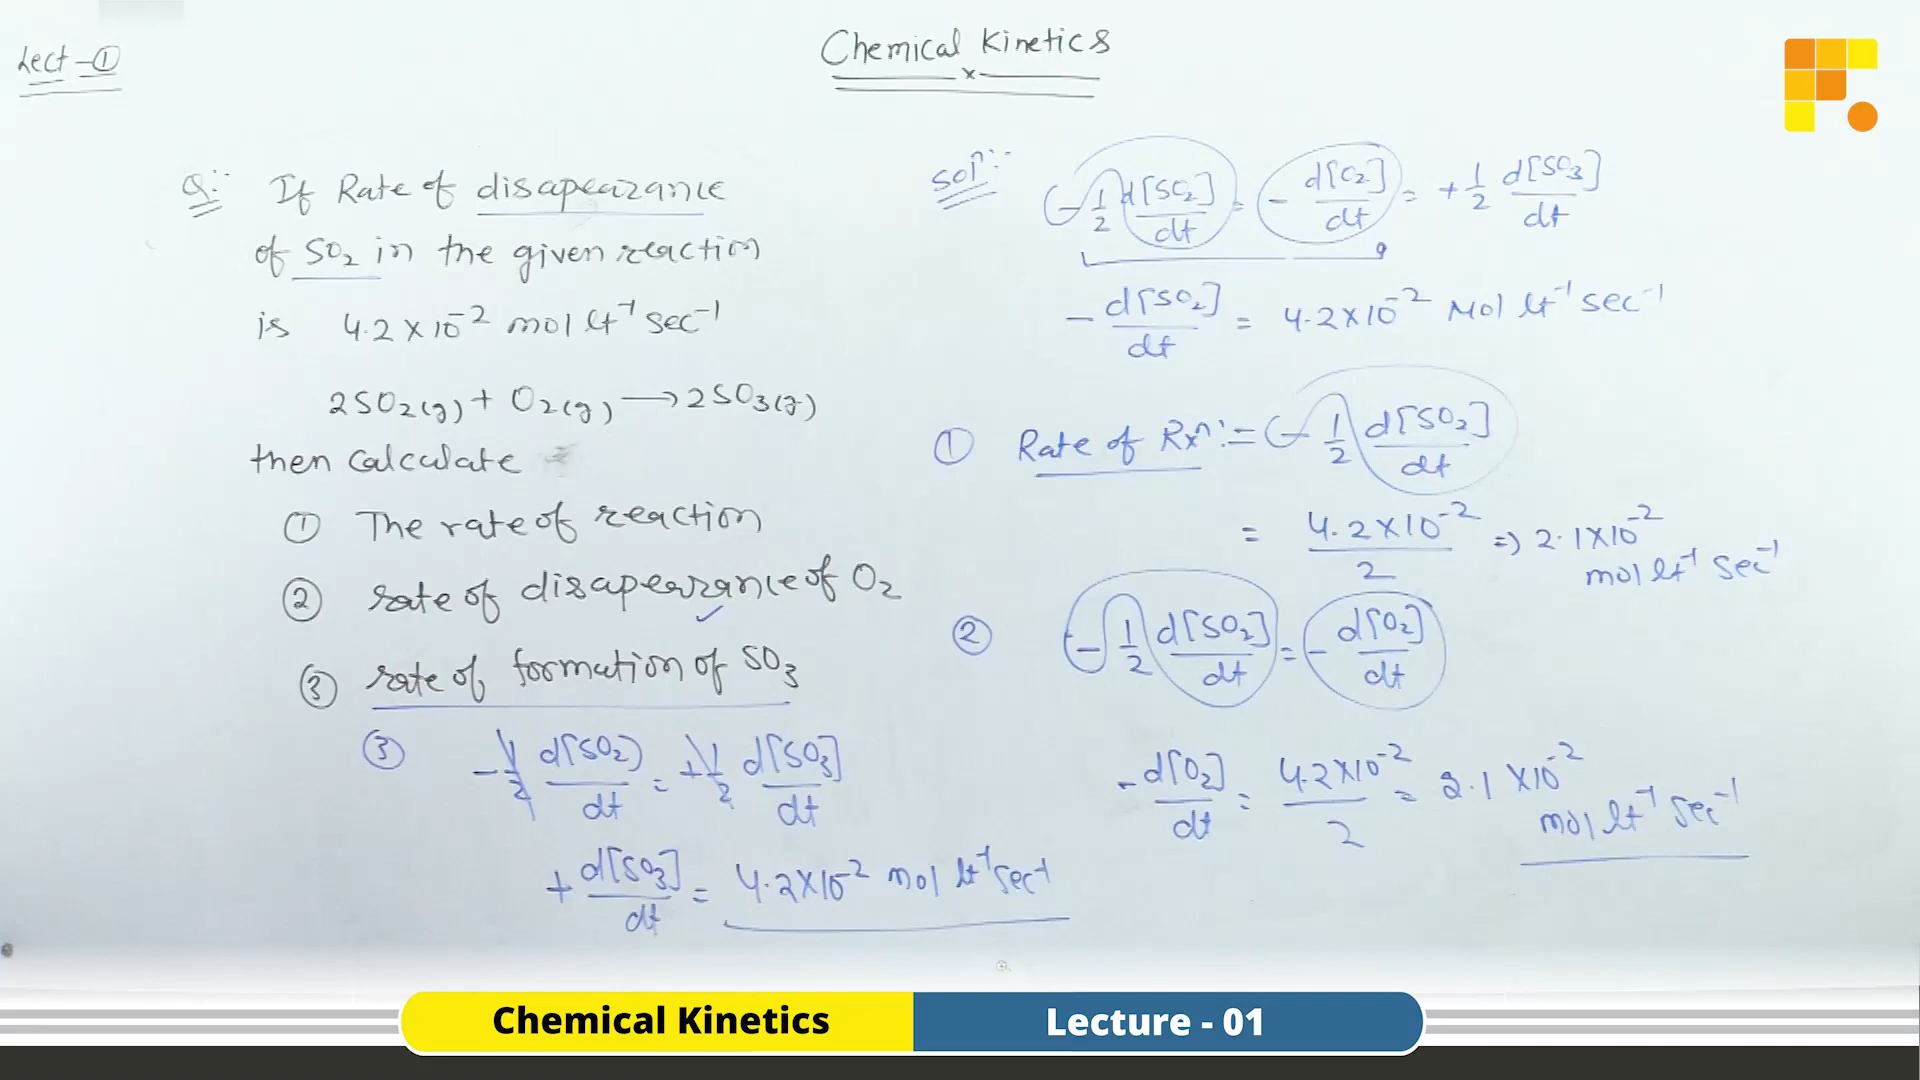 Lect-①
Chemical Kinetics
Q:- If Rate of disapearance
of SO₂ in the given reaction
is 4.2×10⁻² mol lt⁻¹ sec⁻¹
2SO₂(g) + O₂(g) → 2SO₃(g)
then calculate
① The rate of reaction
② rate of disapearance of O₂
③ rate of formation of SO₃
③ -1/2 d[SO₂)/dt = +1/2 d[SO₃]/dt
+d[SO₃]/dt = 4.2×10⁻² mol lt⁻¹ sec⁻¹
Solⁿ:- -1/2 d[SO₂]/dt = -d[O₂]/dt = +1/2 d[SO₃]/dt
-d[SO₂]/dt = 4.2×10⁻² Mol lt⁻¹ sec⁻¹
① Rate of Rxⁿ:= -1/2 d[SO₂]/dt
= 4.2×10⁻²/2 ⇒ 2.1×10⁻²
mol lt⁻¹ Sec⁻¹
② -1/2 d[SO₂]/dt = -d[O₂]/dt
-d[O₂]/dt = 4.2×10⁻²/2 = 2.1×10⁻²
mol lt⁻¹ Sec⁻¹
Chemical Kinetics
Lecture - 01